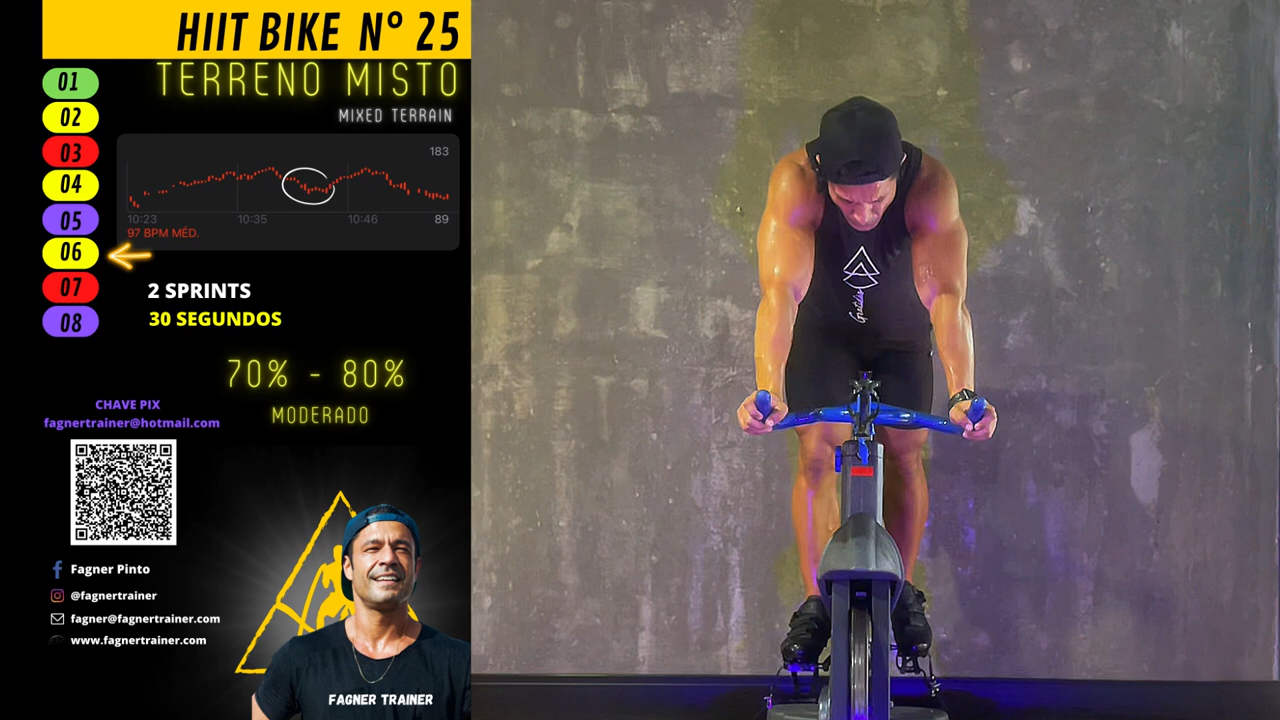 HIIT BIKE Nº 25
TERRENO MISTO
MIXED TERRAIN
01
02
03
04
05
06
07
08
183
10:23
10:35
10:46
89
97 BPM MÉD.
2 SPRINTS
30 SEGUNDOS
70% - 80%
MODERADO
CHAVE PIX
fagnertrainer@hotmail.com
Fagner Pinto
@fagnertrainer
fagner@fagnertrainer.com
www.fagnertrainer.com
FAGNER TRAINER